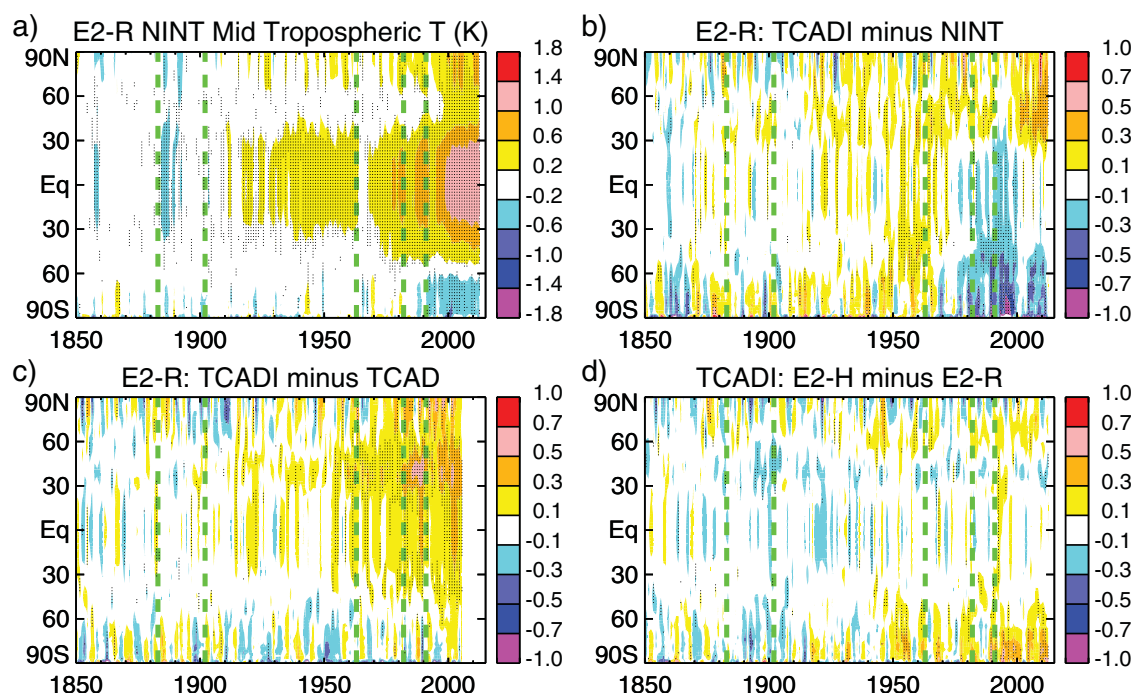 a) E2-R NINT Mid Tropospheric T (K)
90N
60
30
Eq
30
60
90S
1850 1900 1950 2000
1.8
1.4
1.0
0.6
0.2
-0.2
-0.6
-1.0
-1.4
-1.8
b) E2-R: TCADI minus NINT
90N
60
30
Eq
30
60
90S
1850 1900 1950 2000
1.0
0.7
0.5
0.3
0.1
-0.1
-0.3
-0.5
-0.7
-1.0
c) E2-R: TCADI minus TCAD
90N
60
30
Eq
30
60
90S
1850 1900 1950 2000
1.0
0.7
0.5
0.3
0.1
-0.1
-0.3
-0.5
-0.7
-1.0
d) TCADI: E2-H minus E2-R
90N
60
30
Eq
30
60
90S
1850 1900 1950 2000
1.0
0.7
0.5
0.3
0.1
-0.1
-0.3
-0.5
-0.7
-1.0